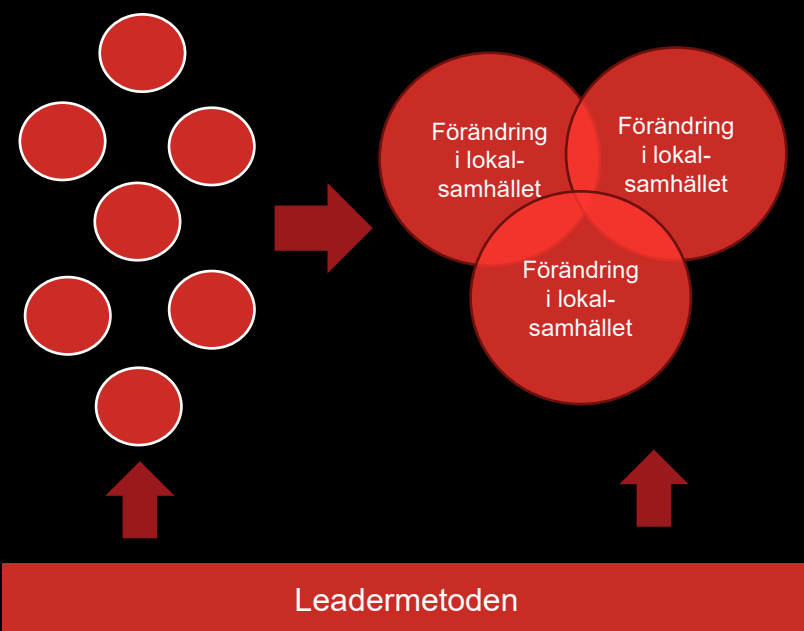 Förändring
i lokal-
samhället
Förändring
i lokal-
samhället
Förändring
i lokal-
samhället
Leadermetoden